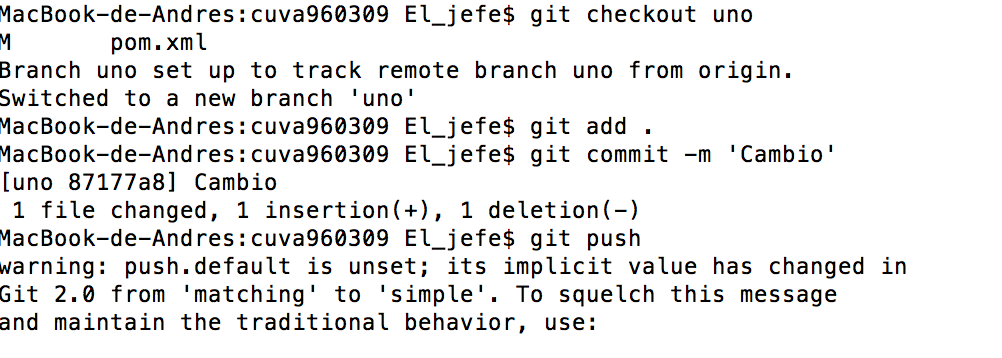 MacBook-de-Andres:cuva960309 El_jefe$ git checkout uno
M       pom.xml
Branch uno set up to track remote branch uno from origin.
Switched to a new branch 'uno'
MacBook-de-Andres:cuva960309 El_jefe$ git add .
MacBook-de-Andres:cuva960309 El_jefe$ git commit -m 'Cambio'
[uno 87177a8] Cambio
 1 file changed, 1 insertion(+), 1 deletion(-)
MacBook-de-Andres:cuva960309 El_jefe$ git push
warning: push.default is unset; its implicit value has changed in
Git 2.0 from 'matching' to 'simple'. To squelch this message
and maintain the traditional behavior, use: